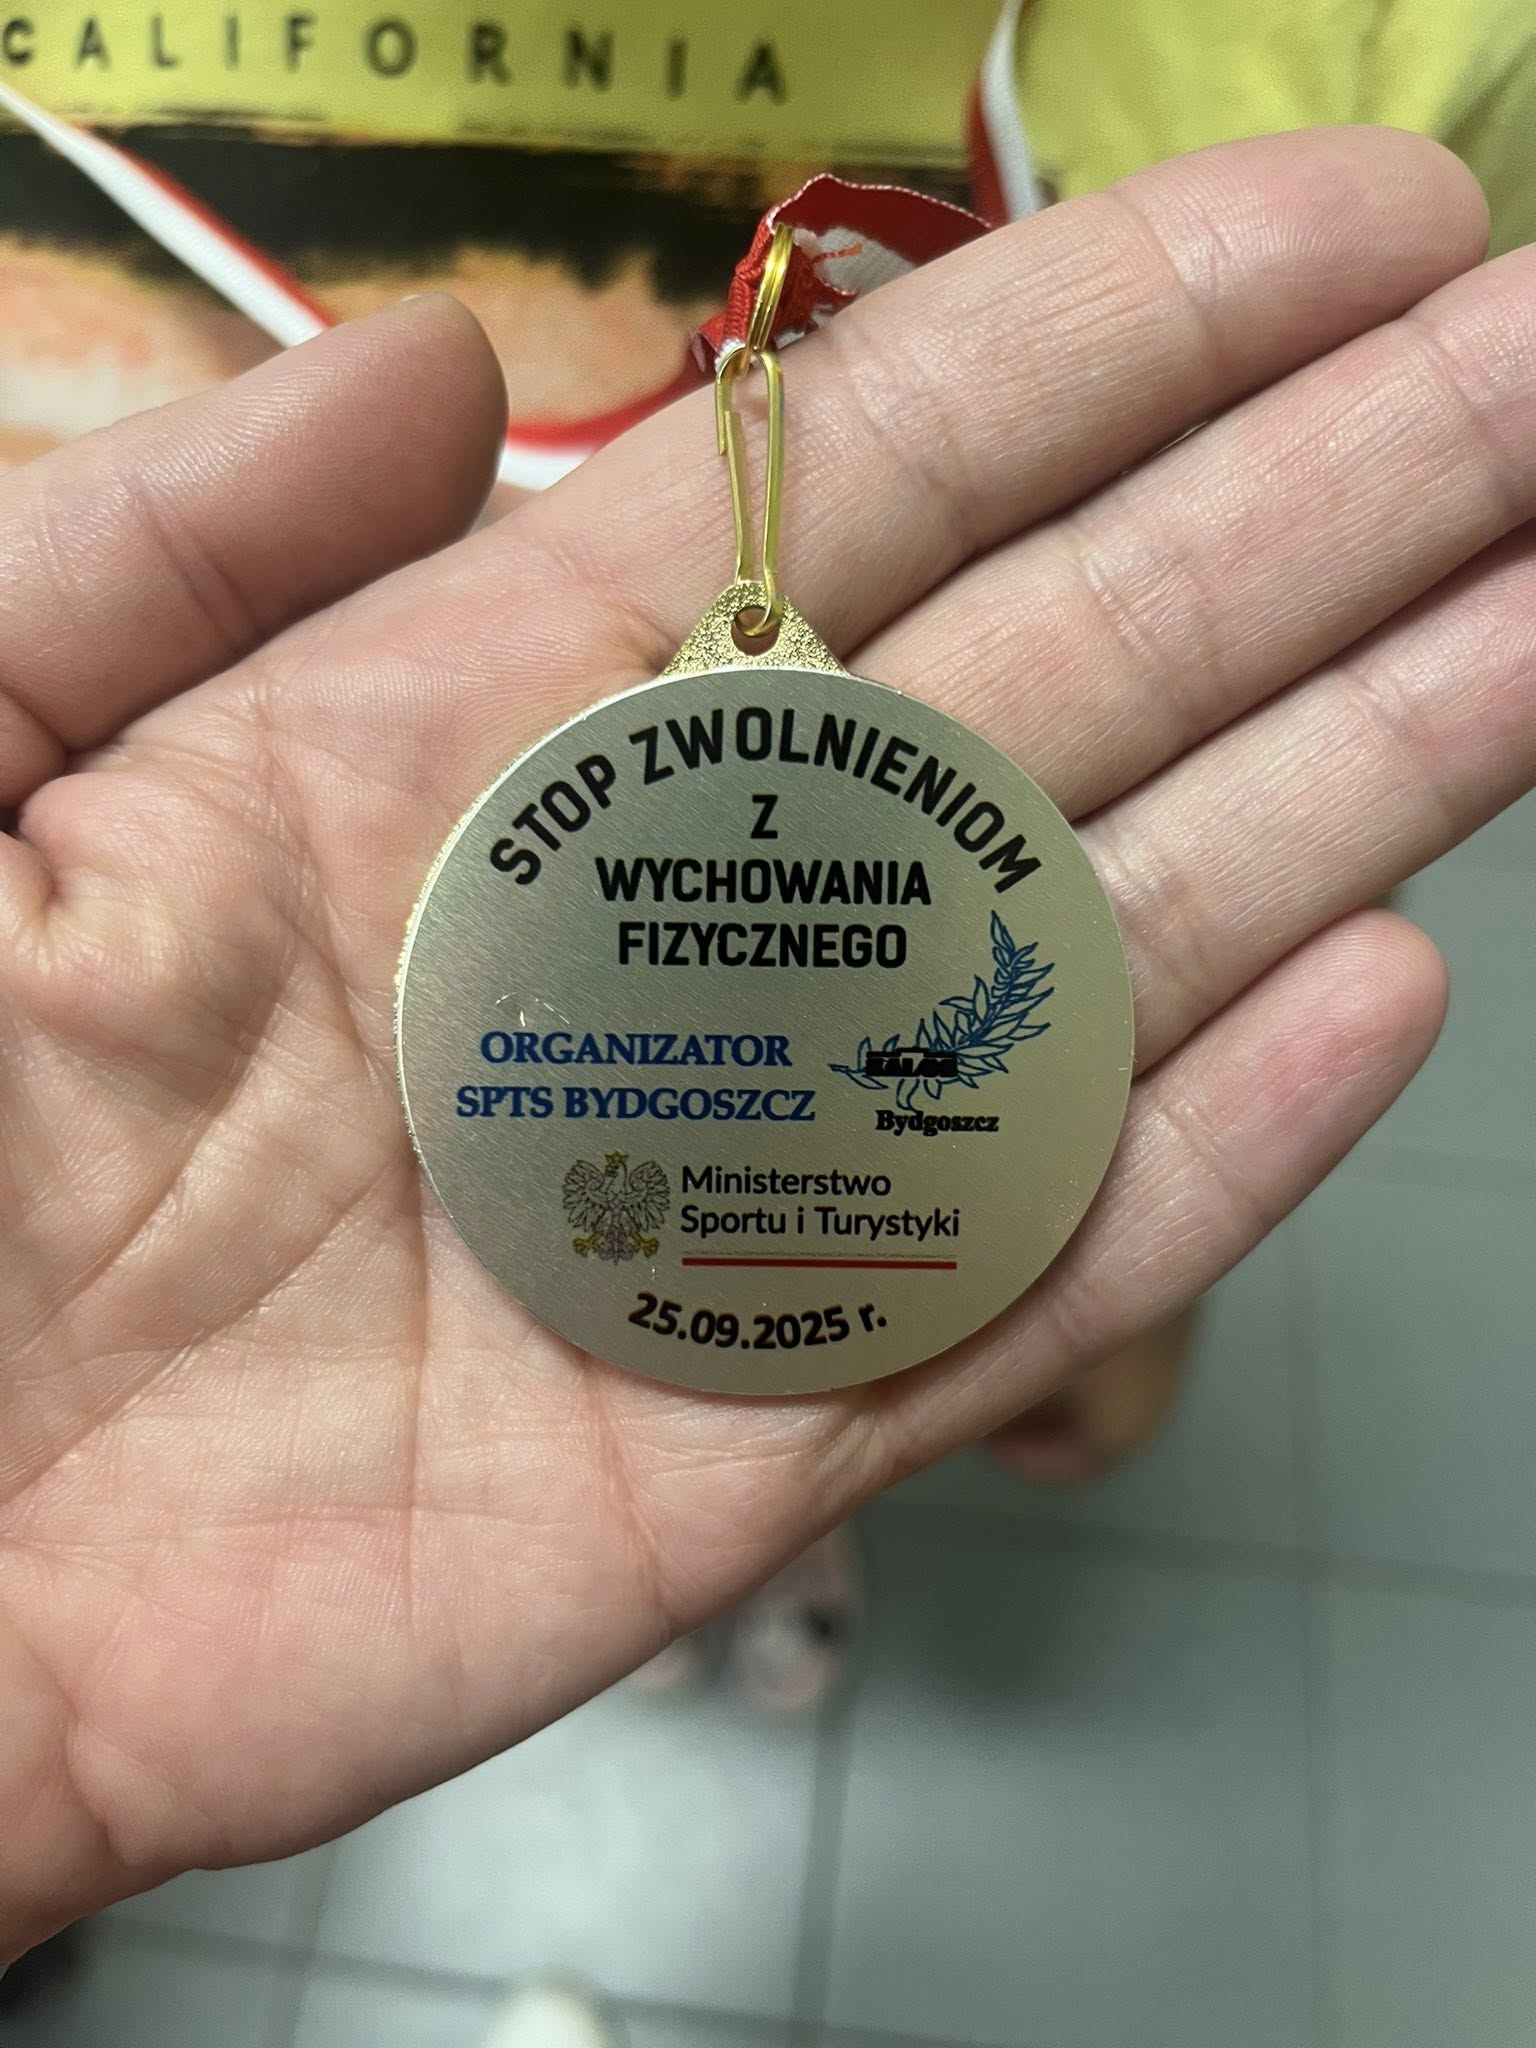 CALIFORNIA
STOP ZWOLNIENIOM
Z
WYCHOWANIA
FIZYCZNEGO
ORGANIZATOR
SPTS BYDGOSZCZ
Bydgoszcz
Ministerstwo
Sportu i Turystyki
25.09.2025 r.